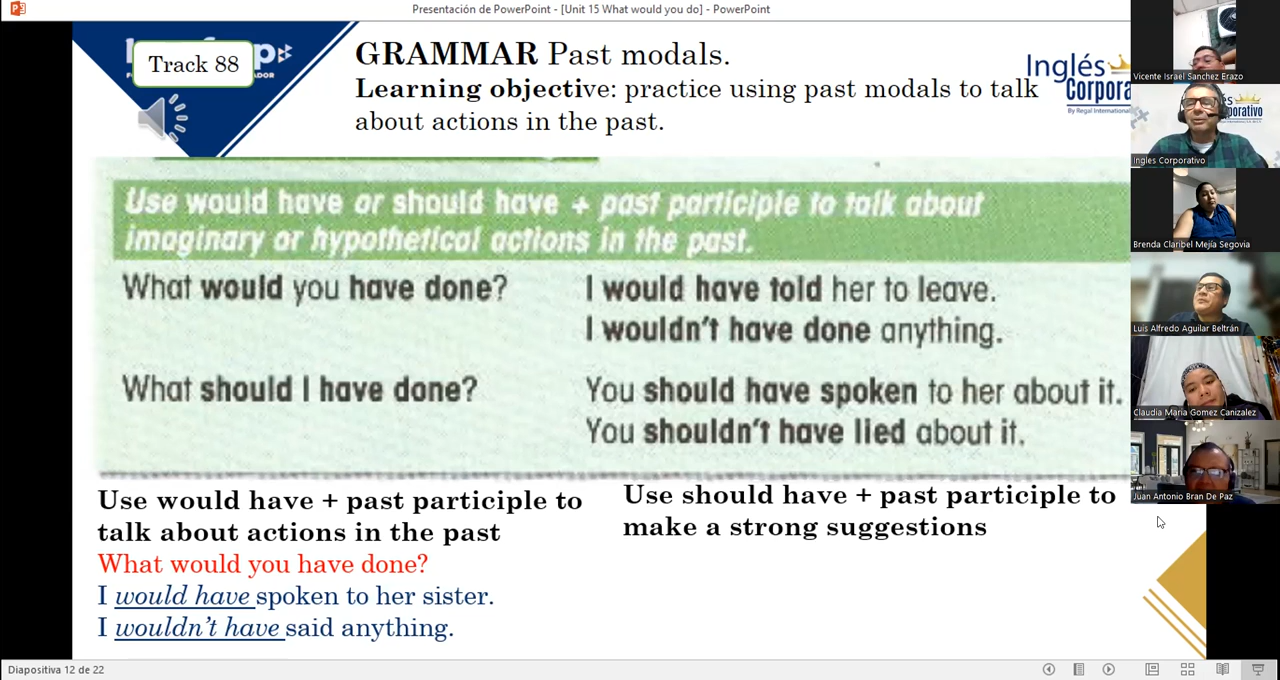 Presentación de PowerPoint - [Unit 15 What would you do] - PowerPoint
Track 88
GRAMMAR Past modals.
Learning objective: practice using past modals to talk
about actions in the past.
Inglés
Corpora
By Regal International
Use would have or should have + past participle to talk about
imaginary or hypothetical actions in the past.
What would you have done?
I would have told her to leave.
I wouldn't have done anything.
What should I have done?
You should have spoken to her about it.
You shouldn't have lied about it.
Use would have + past participle to
talk about actions in the past
What would you have done?
I would have spoken to her sister.
I wouldn't have said anything.
Use should have + past participle to
make a strong suggestions
Vicente Israel Sanchez Erazo
Ingles Corporativo
Brenda Claribel Mejía Segovia
Luis Alfredo Aguilar Beltrán
Claudia Maria Gomez Canizalez
Juan Antonio Bran De Paz
Diapositiva 12 de 22